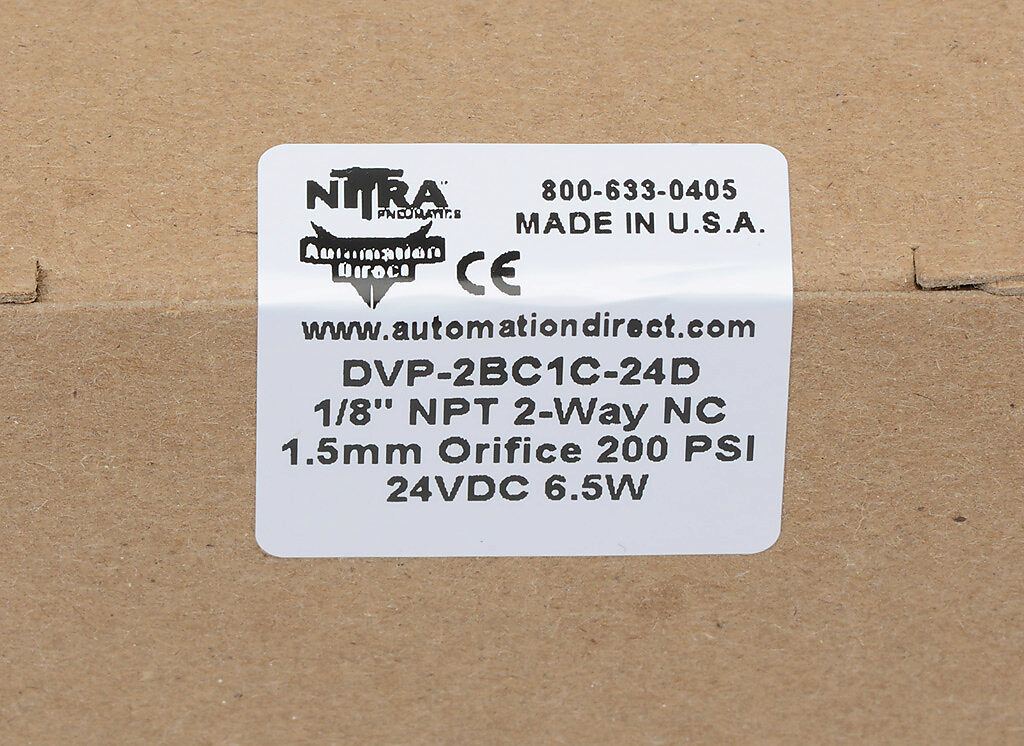 NITRA
PNEUMATICS
Automation
Direct
CE
800-633-0405
MADE IN U.S.A.
www.automationdirect.com
DVP-2BC1C-24D
1/8" NPT 2-Way NC
1.5mm Orifice 200 PSI
24VDC 6.5W